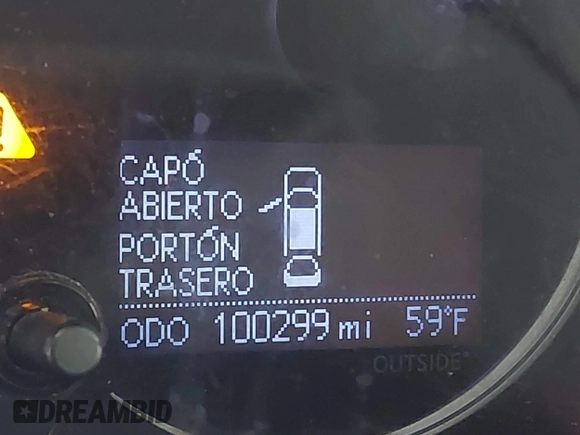 CAPÓ
ABIERTO
PORTÓN
TRASERO
ODO 100299 mi 59°F
OUTSIDE
DREAMBID